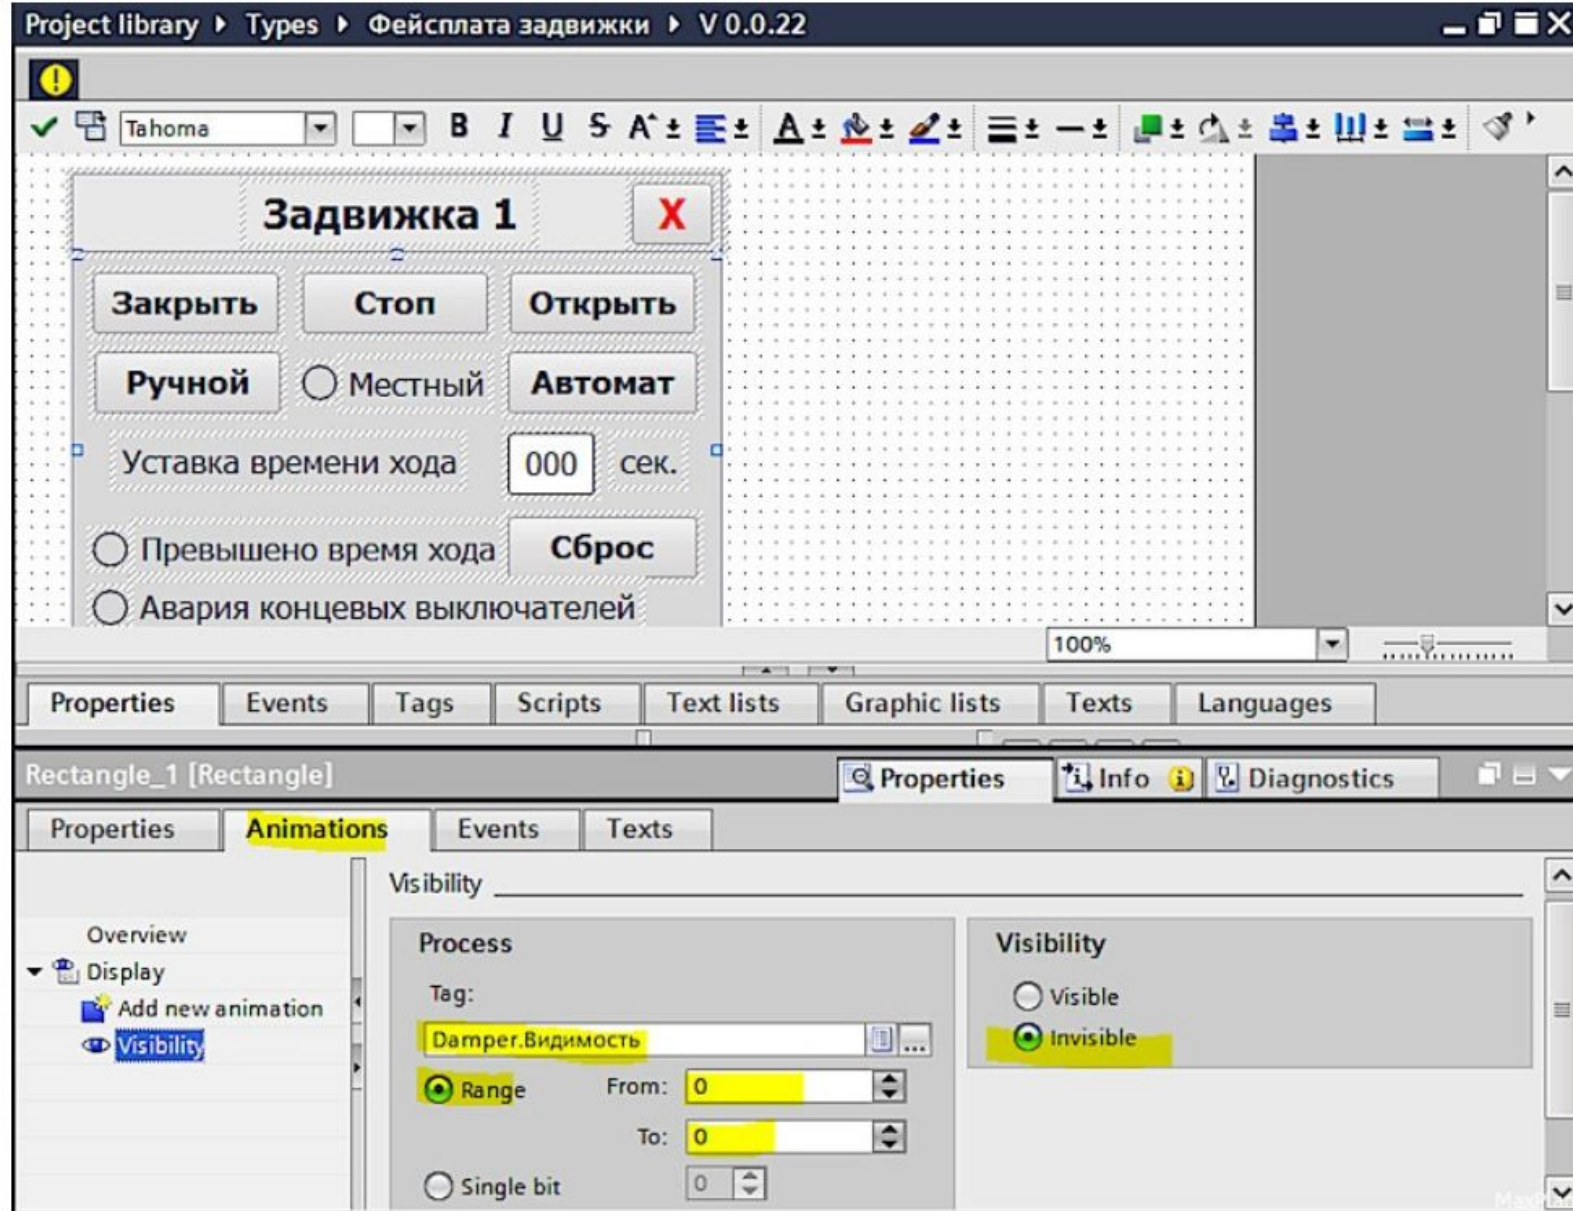 Project library ▶ Types ▶ Фейсплата задвижки ▶ V 0.0.22
Tahoma B I U S A A
Задвижка 1 X
Закрыть Стоп Открыть
Ручной Местный Автомат
Уставка времени хода 000 сек.
Превышено время хода Сброс
Авария концевых выключателей
100%
Properties Events Tags Scripts Text lists Graphic lists Texts Languages
Rectangle_1 [Rectangle] Properties Info Diagnostics
Properties Animations Events Texts
Visibility
Overview
Display
Add new animation
Visibility
Process
Tag:
Damper.Видимость
Range From: 0
To: 0
Single bit 0
Visibility
Visible
Invisible